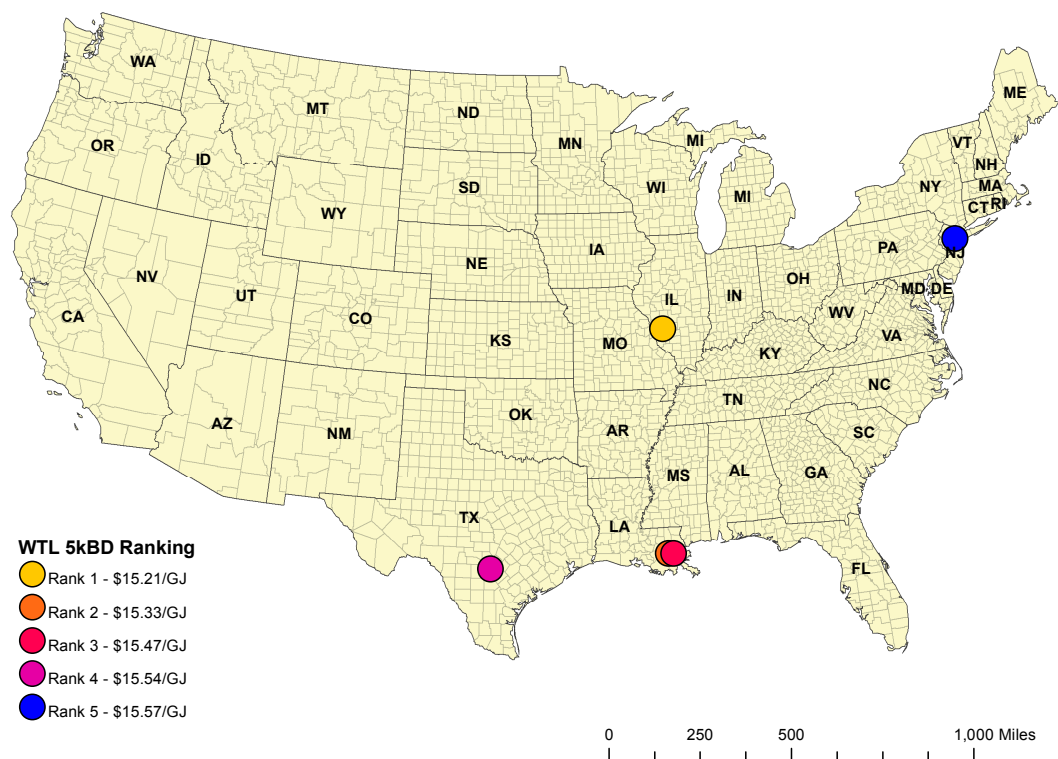 WA
ME
MT
ND
MN
MI
VT
OR
ID
NH
SD
WI
NY
MA
MI
CT RI
WY
PA
IA
NJ
NE
NV
OH
MD DE
UT
IL
IN
CO
WV
CA
VA
KS
MO
KY
NC
TN
OK
AZ
AR
SC
NM
MS
AL
GA
TX
LA
FL
WTL 5kBD Ranking
Rank 1 - $15.21/GJ
Rank 2 - $15.33/GJ
Rank 3 - $15.47/GJ
Rank 4 - $15.54/GJ
Rank 5 - $15.57/GJ
0 250 500 1,000 Miles